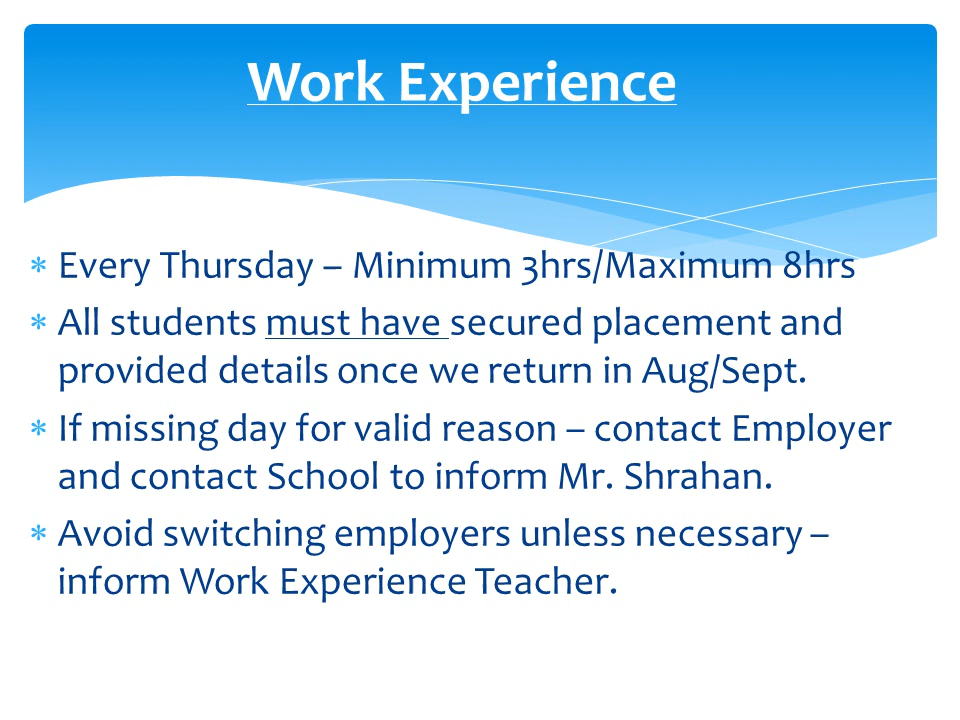 Work Experience
* Every Thursday – Minimum 3hrs/Maximum 8hrs
* All students must have secured placement and
provided details once we return in Aug/Sept.
* If missing day for valid reason – contact Employer
and contact School to inform Mr. Shrahan.
* Avoid switching employers unless necessary –
inform Work Experience Teacher.